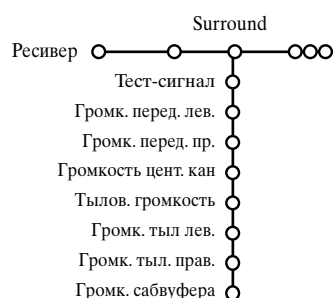 Surround
Ресивер
Тест-сигнал
Громк. перед. лев.
Громк. перед. пр.
Громкость цент. кан
Тылов. громкость
Громк. тыл лев.
Громк. тыл. прав.
Громк. сабвуфера